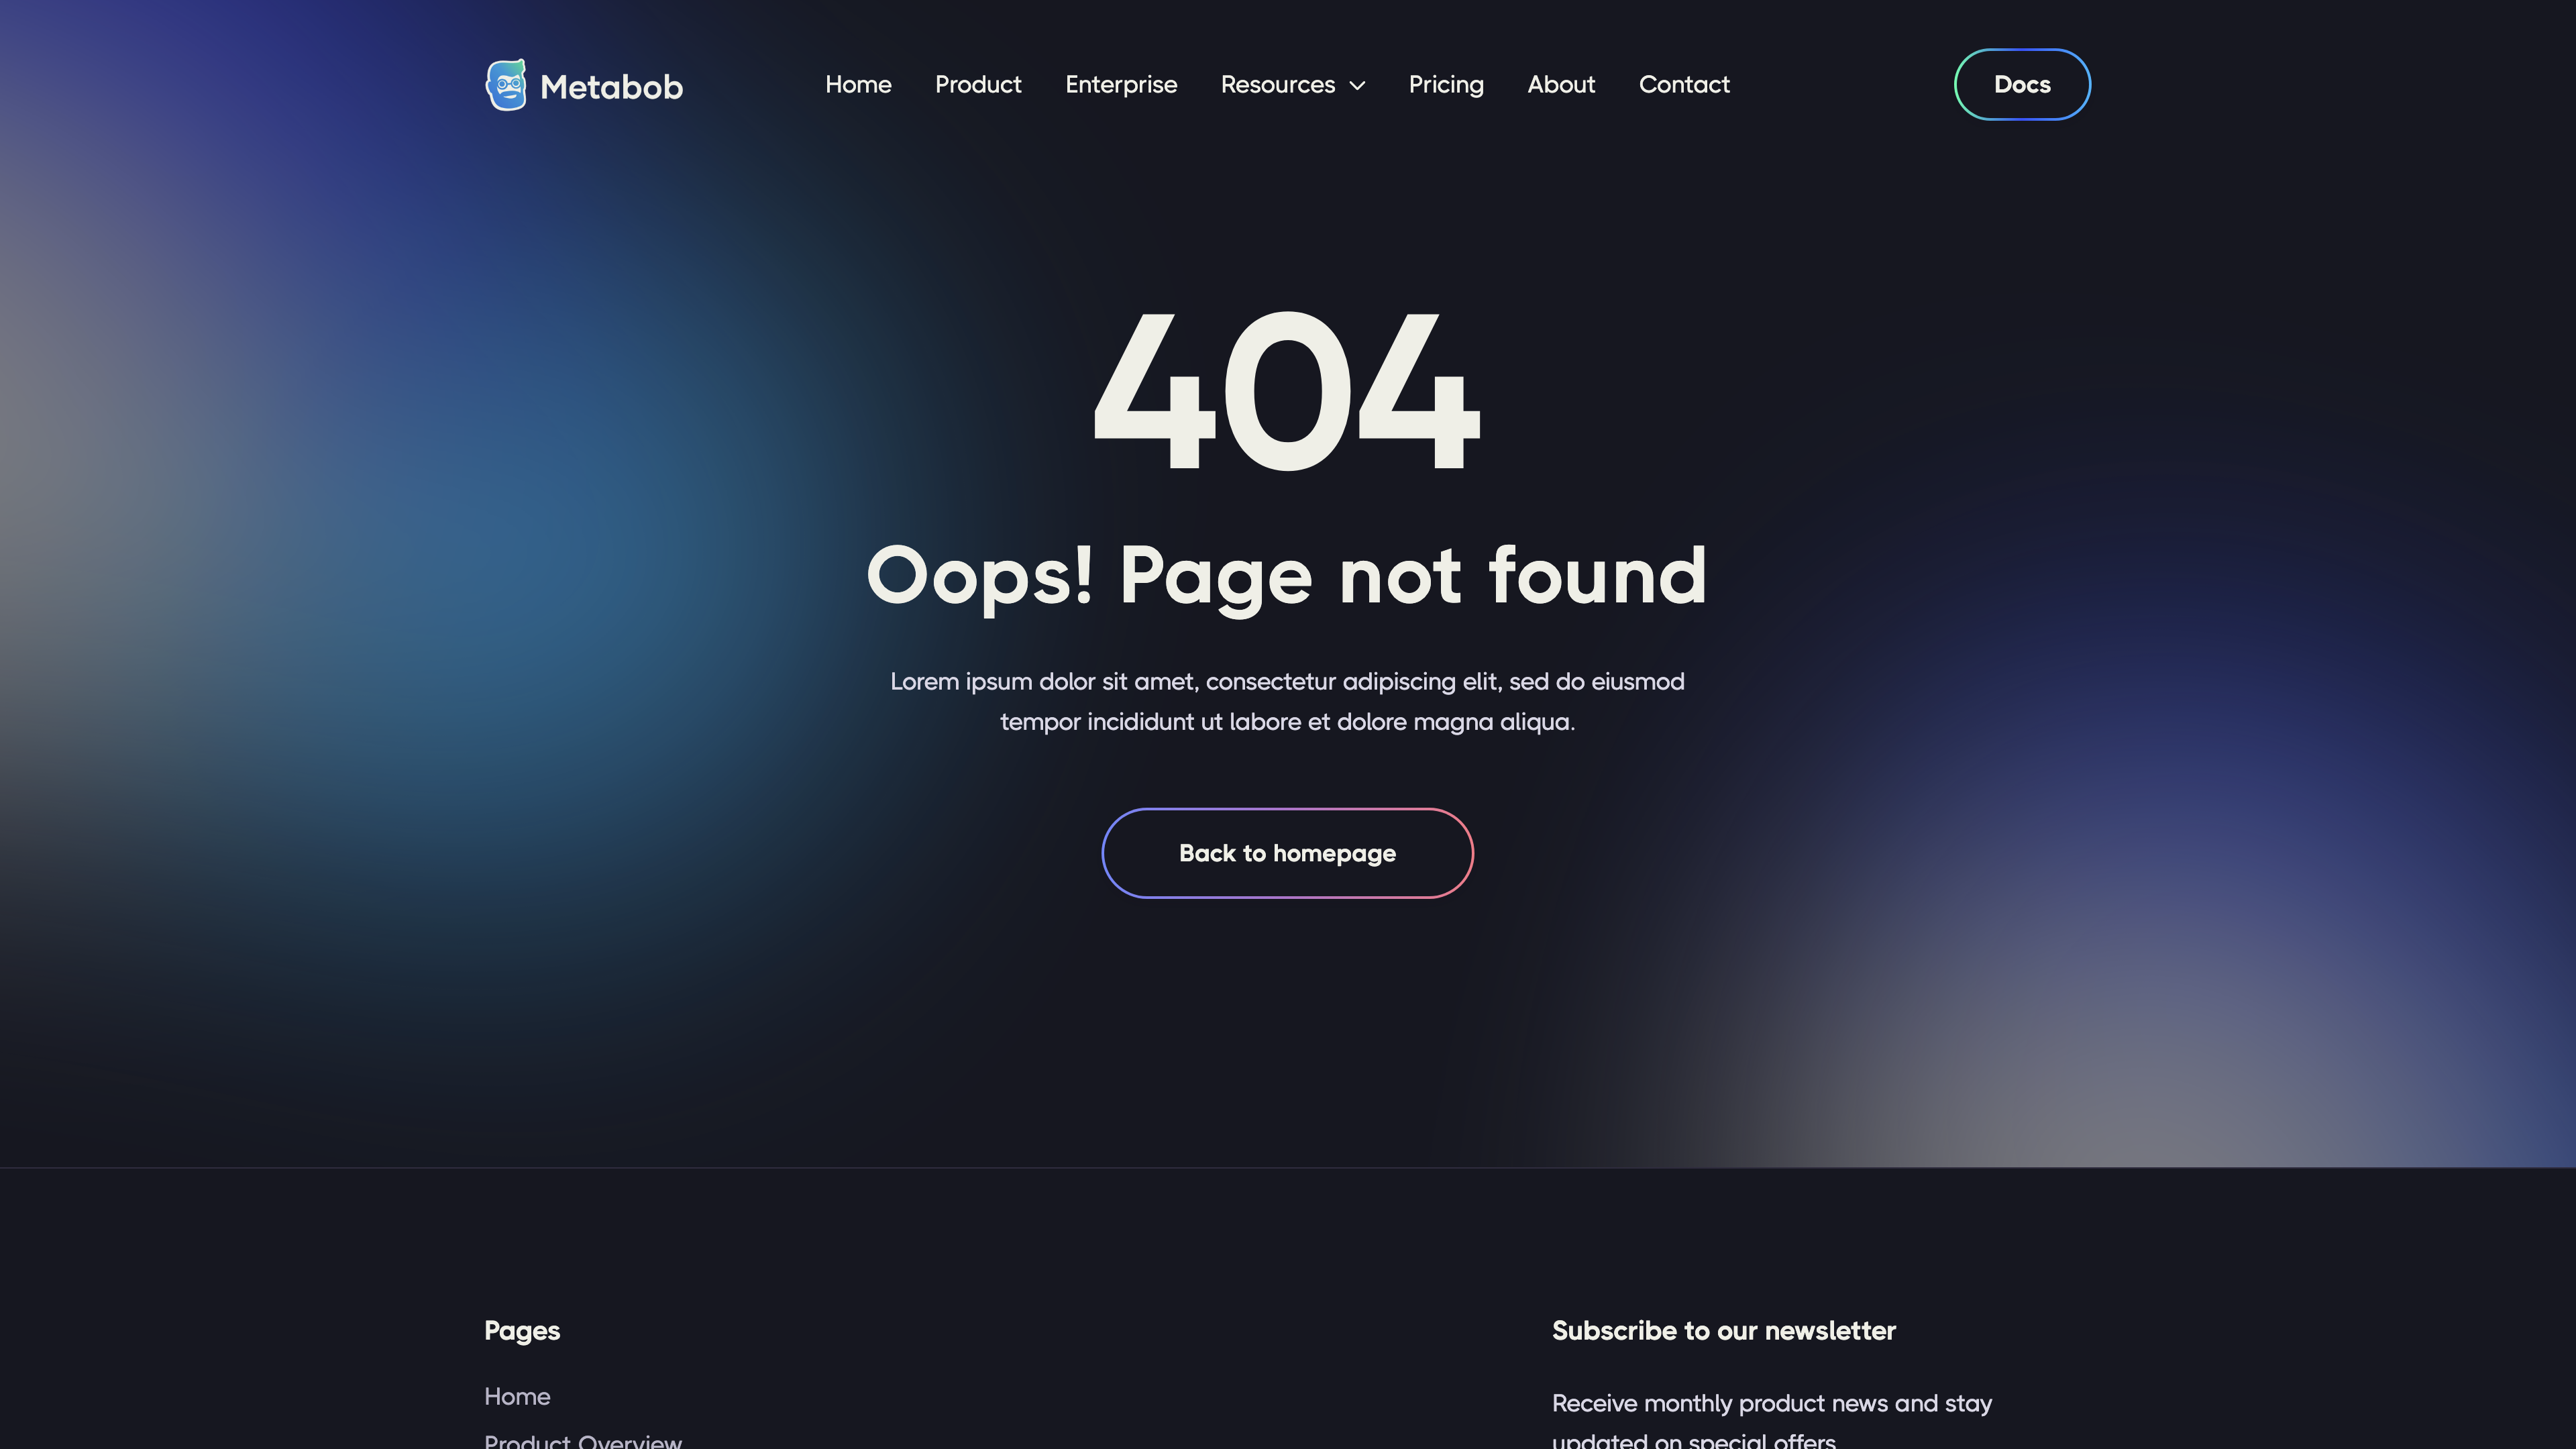 Metabob
Home
Product
Enterprise
Resources
Pricing
About
Contact
Docs
404
Oops! Page not found
Lorem ipsum dolor sit amet, consectetur adipiscing elit, sed do eiusmod
tempor incididunt ut labore et dolore magna aliqua.
Back to homepage
Pages
Home
Product Overview
Subscribe to our newsletter
Receive monthly product news and stay
updated on special offers